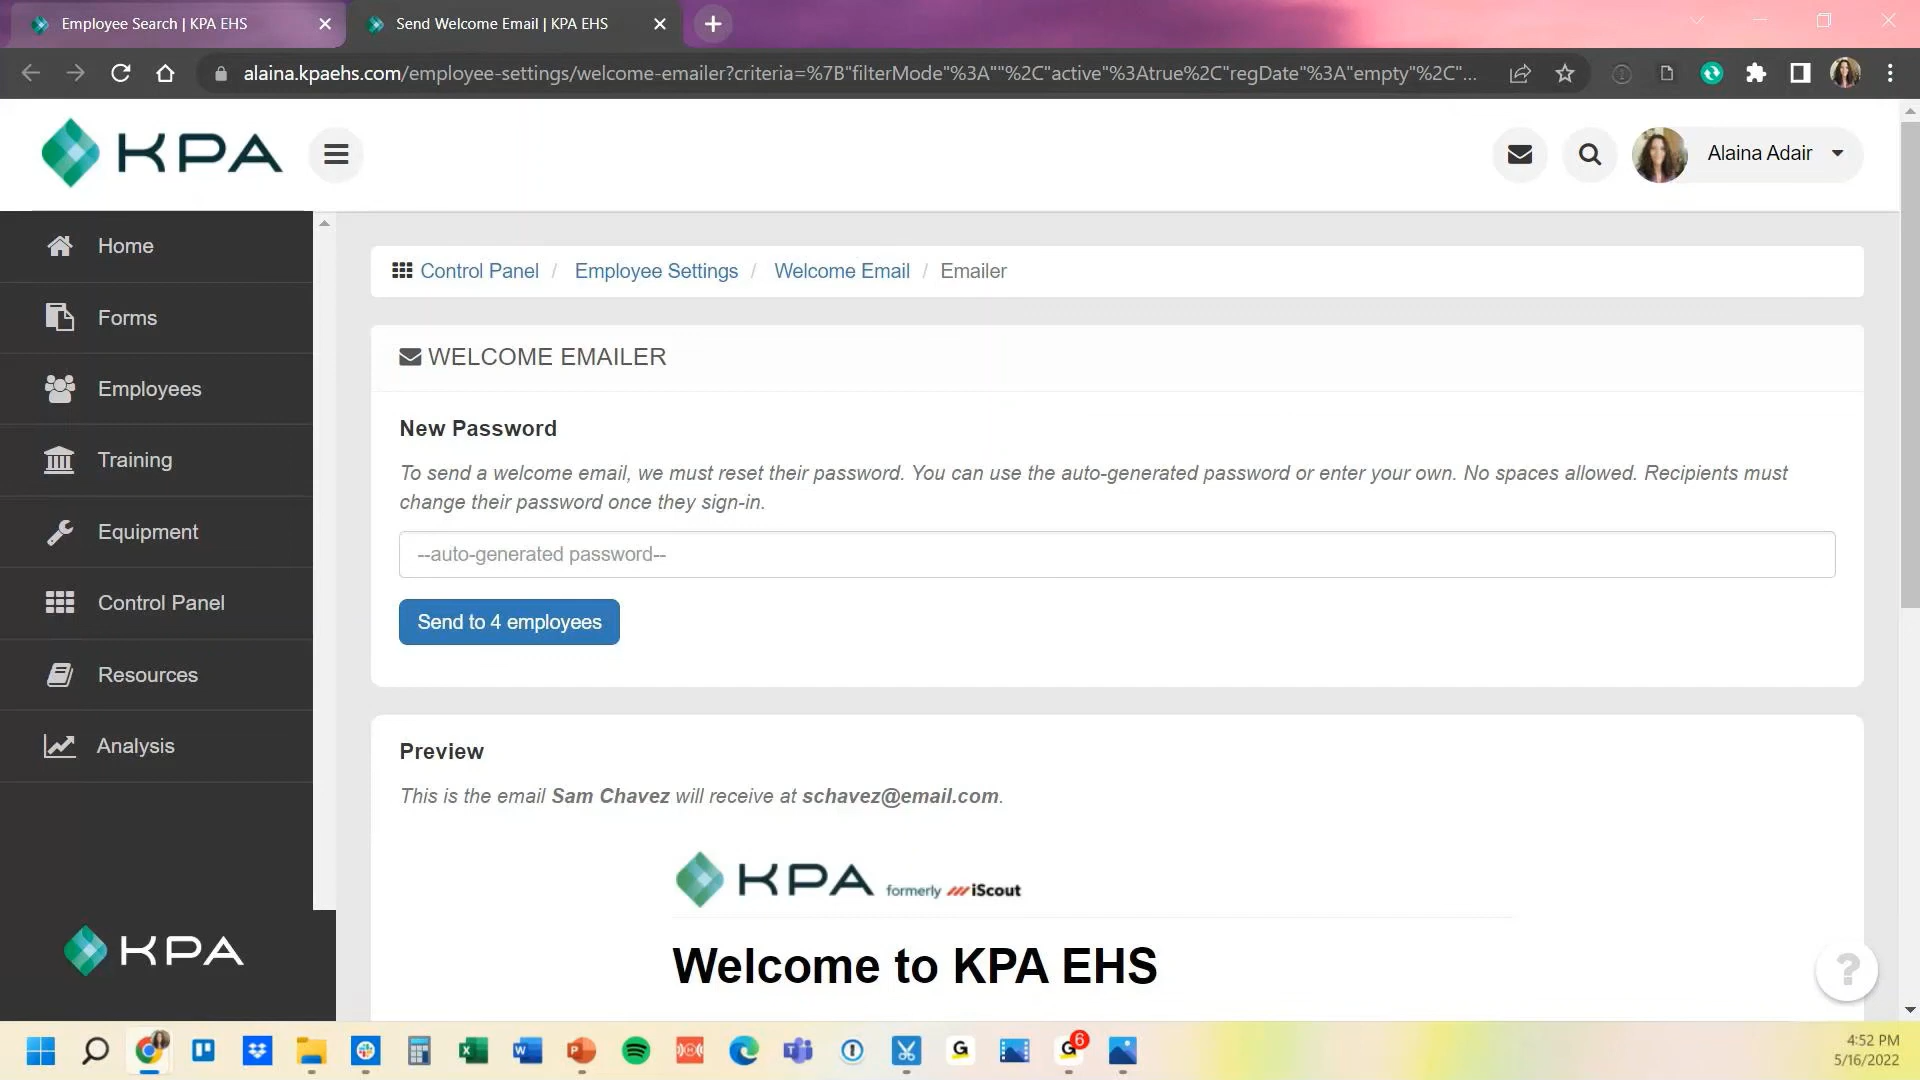 Employee Search | KPA EHS
Send Welcome Email | KPA EHS
alaina.kpaehs.com/employee-settings/welcome-emailer?criteria=%7B"filterMode"%3A""%2C"active"%3Atrue%2C"regDate"%3A"empty"%2C"...
KPA
Alaina Adair
Home
Forms
Employees
Training
Equipment
Control Panel
Resources
Analysis
KPA
Control Panel / Employee Settings / Welcome Email / Emailer
WELCOME EMAILER
New Password
To send a welcome email, we must reset their password. You can use the auto-generated password or enter your own. No spaces allowed. Recipients must
change their password once they sign-in.
--auto-generated password--
Send to 4 employees
Preview
This is the email Sam Chavez will receive at schavez@email.com.
KPA formerly iScout
Welcome to KPA EHS
?
6
4:52 PM
5/16/2022